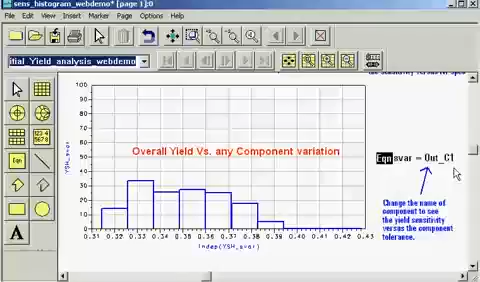 sens_histogram_webdemo* [page 1]:0
File Edit View Insert Marker Page Options Help
itial_Yield_analysis_webdemo
Eqn
A
100
90
80
70
60
50
40
30
20
10
0
YSH_svar
Overall Yield Vs. any Component variation
0.31 0.32 0.33 0.34 0.35 0.36 0.37 0.38 0.39 0.40 0.41 0.42 0.43
indep(YSH_svar)
Eqn svar = Out_C1
Change the name of
component to see
the yield sensitivity
versus the component
tolerance.